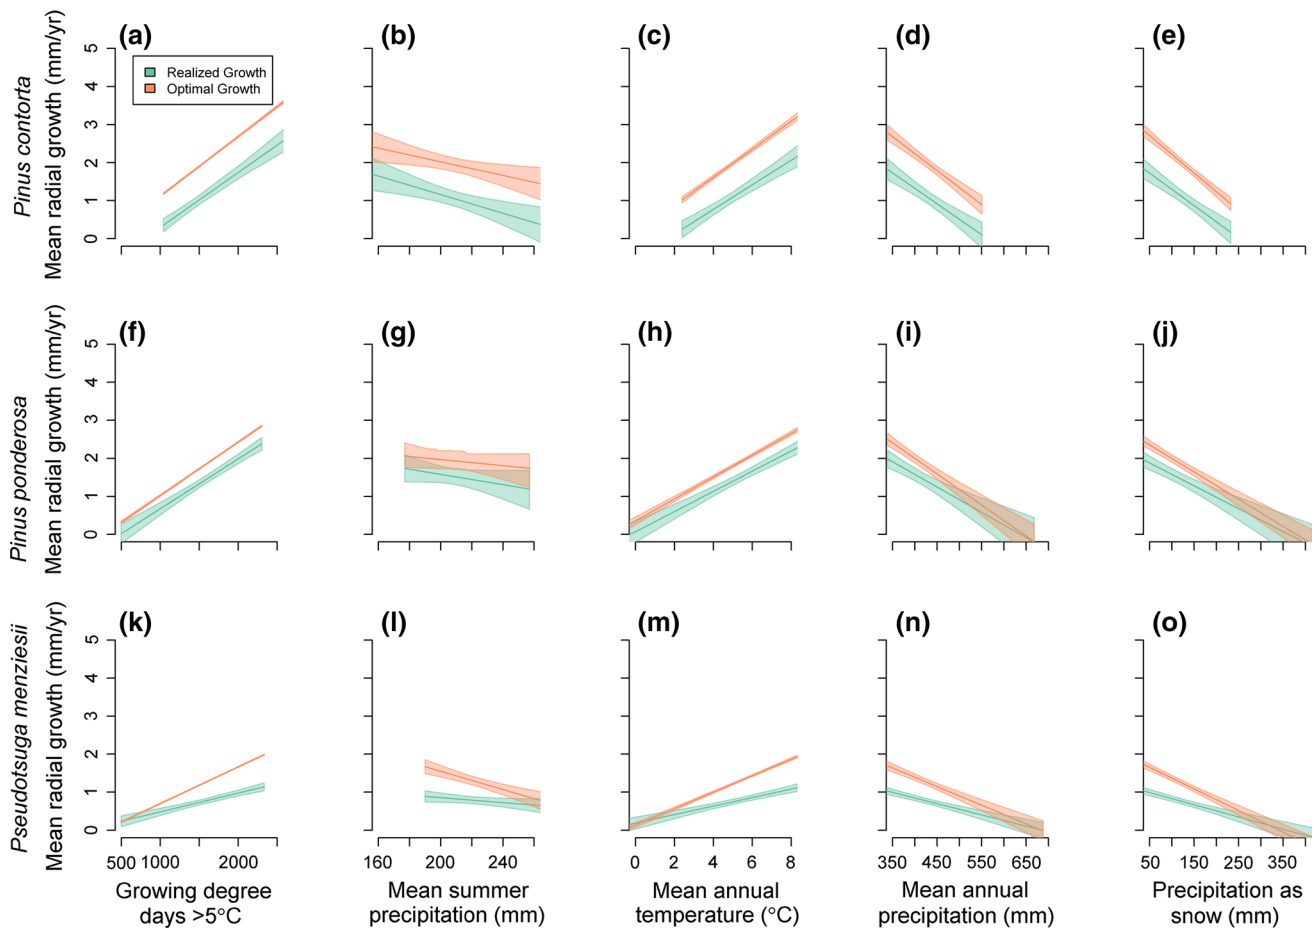 (a)
(b)
(c)
(d)
(e)
Realized Growth
Optimal Growth
Pinus contorta
Mean radial growth (mm/yr)
5
4
3
2
1
0
(f)
(g)
(h)
(i)
(j)
Pinus ponderosa
Mean radial growth (mm/yr)
5
4
3
2
1
0
(k)
(l)
(m)
(n)
(o)
Pseudotsuga menziesii
Mean radial growth (mm/yr)
5
4
3
2
1
0
500 1000 2000
160 200 240
0 2 4 6 8
350 450 550 650
50 150 250 350
Growing degree
days >5°C
Mean summer
precipitation (mm)
Mean annual
temperature (°C)
Mean annual
precipitation (mm)
Precipitation as
snow (mm)